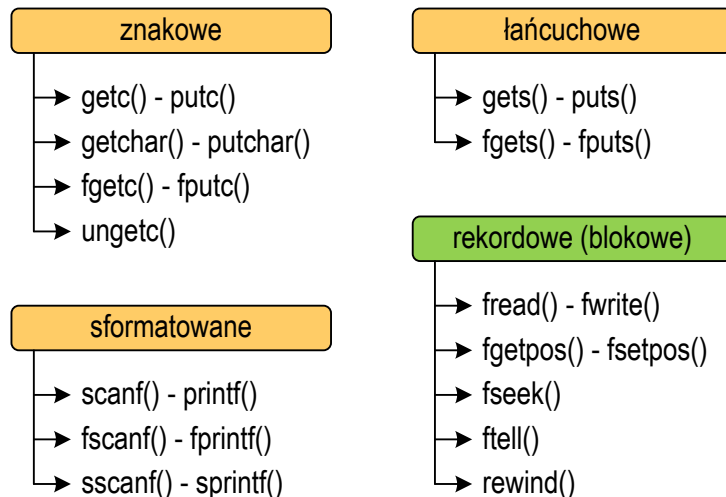 znakowe
getc() - putc()
getchar() - putchar()
fgetc() - fputc()
ungetc()
sformatowane
scanf() - printf()
fscanf() - fprintf()
sscanf() - sprintf()
łańcuchowe
gets() - puts()
fgets() - fputs()
rekordowe (blokowe)
fread() - fwrite()
fgetpos() - fsetpos()
fseek()
ftell()
rewind()